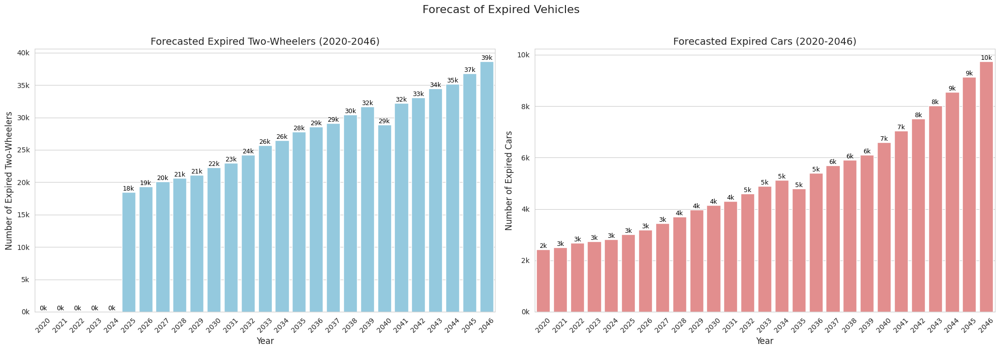 Forecast of Expired Vehicles
Forecasted Expired Two-Wheelers (2020-2046)
Number of Expired Two-Wheelers
40k
35k
30k
25k
20k
15k
10k
5k
0k
0k 0k 0k 0k 0k 18k 19k 20k 21k 21k 22k 23k 24k 26k 26k 28k 29k 29k 30k 32k 29k 32k 33k 34k 35k 37k 39k
2020 2021 2022 2023 2024 2025 2026 2027 2028 2029 2030 2031 2032 2033 2034 2035 2036 2037 2038 2039 2040 2041 2042 2043 2044 2045 2046
Year
Forecasted Expired Cars (2020-2046)
Number of Expired Cars
10k
8k
6k
4k
2k
0k
2k 3k 3k 3k 3k 3k 3k 3k 4k 4k 4k 4k 5k 5k 5k 5k 5k 6k 6k 6k 7k 7k 8k 8k 9k 9k 10k
2020 2021 2022 2023 2024 2025 2026 2027 2028 2029 2030 2031 2032 2033 2034 2035 2036 2037 2038 2039 2040 2041 2042 2043 2044 2045 2046
Year